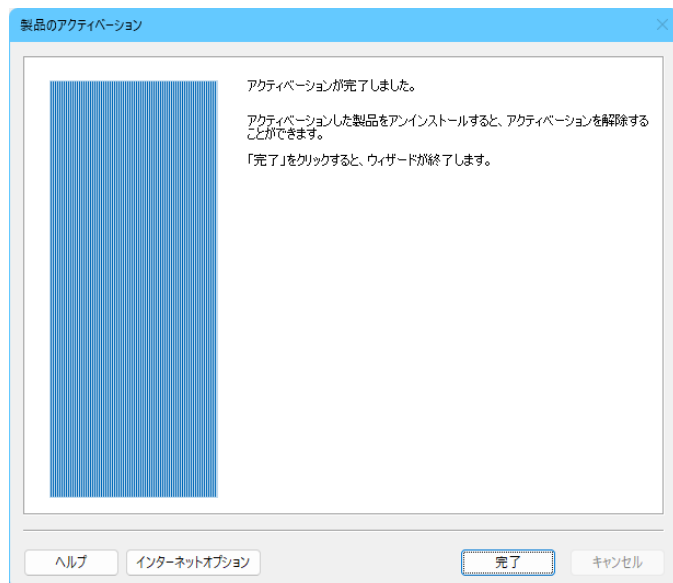 製品のアクティベーション
アクティベーションが完了しました。
アクティベーションした製品をアンインストールすると、アクティベーションを解除する
ことができます。
「完了」をクリックすると、ウィザードが終了します。
ヘルプ
インターネットオプション
完了
キャンセル